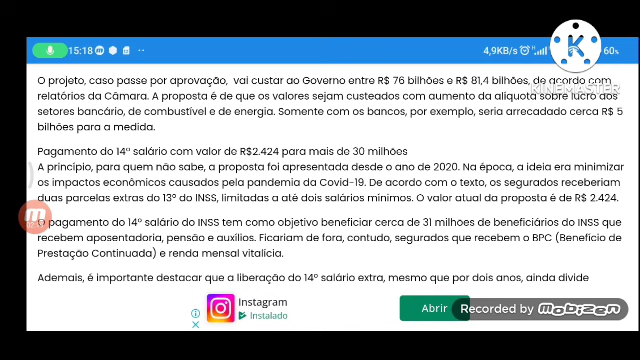 15:18
4,9KB/s
60%
KINEMASTER
O projeto, caso passe por aprovação, vai custar ao Governo entre R$ 76 bilhões e R$ 81,4 bilhões, de acordo com
relatórios da Câmara. A proposta é de que os valores sejam custeados com aumento da alíquota sobre lucro dos
setores bancário, de combustível e de energia. Somente com os bancos, por exemplo, seria arrecadado cerca R$ 5
bilhões para a medida.
Pagamento do 14º salário com valor de R$2.424 para mais de 30 milhões
A princípio, para quem não sabe, a proposta foi apresentada desde o ano de 2020. Na época, a ideia era minimizar
os impactos econômicos causados pela pandemia da Covid-19. De acordo com o texto, os segurados receberiam
duas parcelas extras do 13º do INSS, limitadas a até dois salários mínimos. O valor atual da proposta é de R$ 2.424.
O pagamento do 14º salário do INSS tem como objetivo beneficiar cerca de 31 milhões de beneficiários do INSS que
recebem aposentadoria, pensão e auxílios. Ficariam de fora, contudo, segurados que recebem o BPC (Benefício de
Prestação Continuada) e renda mensal vitalícia.
Ademais, é importante destacar que a liberação do 14º salário extra, mesmo que por dois anos, ainda divide
Instagram
Instalado
Abrir
Recorded by MOBIZEN